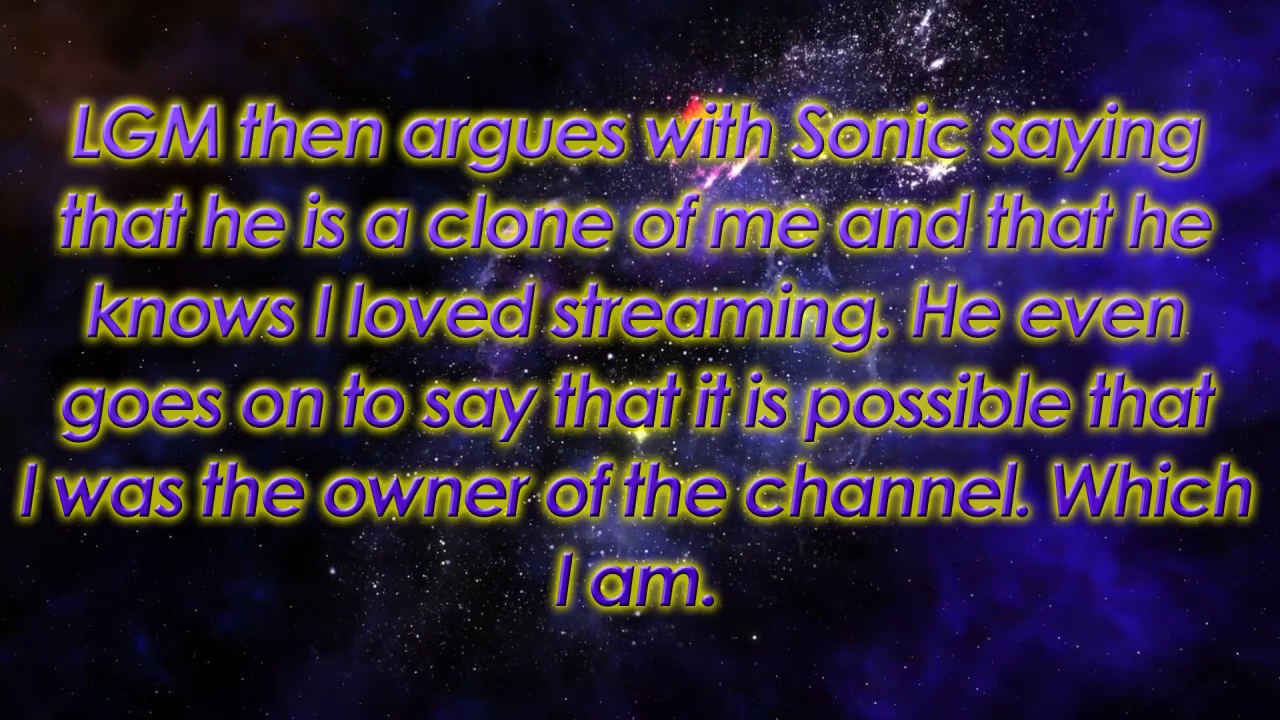 LGM then argues with Sonic saying
that he is a clone of me and that he
knows I loved streaming. He even
goes on to say that it is possible that
I was the owner of the channel. Which
I am.